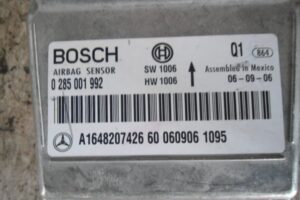 BOSCH
AIRBAG SENSOR
0 285 001 992
SW 1006
HW 1006
Q1 864
Assembled in Mexico
06-09-06
A1648207426 60 060906 1095